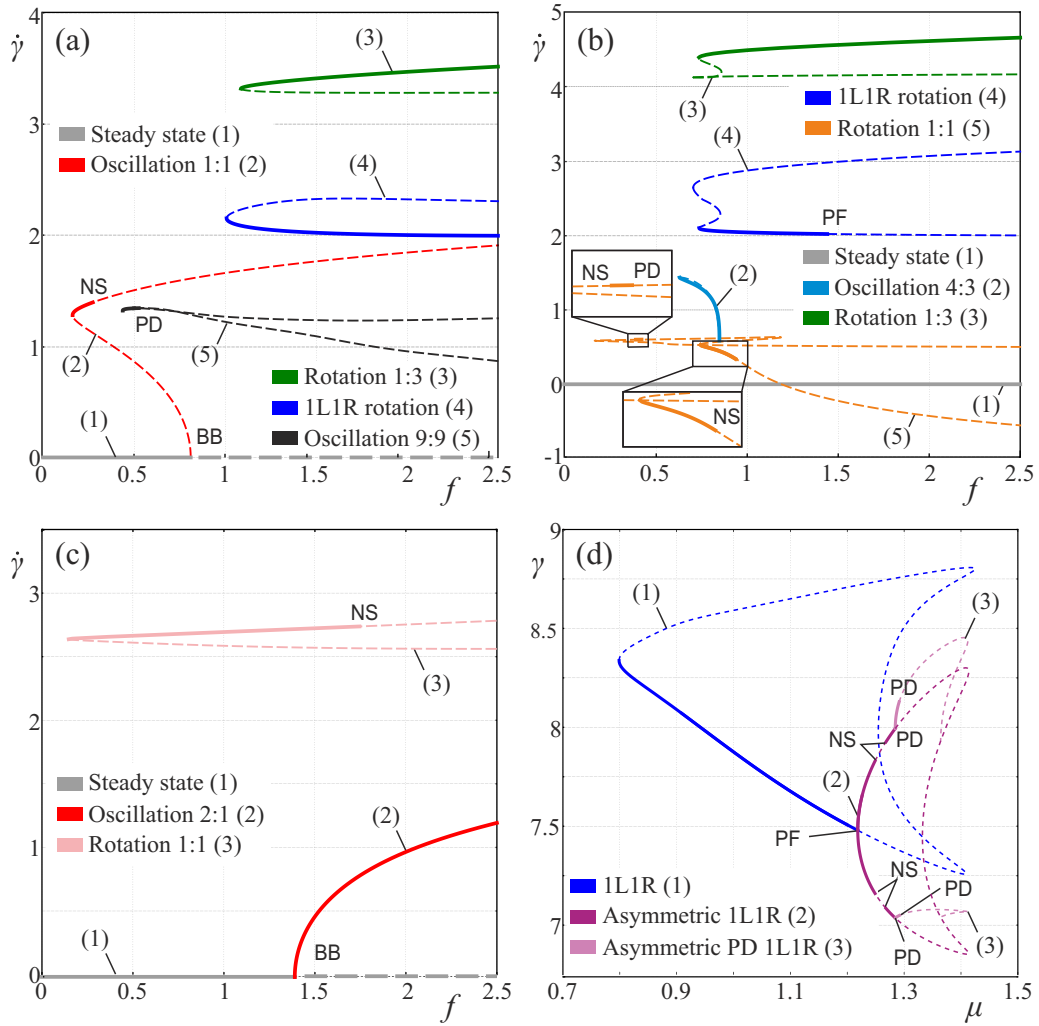 (a)
γ̇
4
3
2
1
0
(3)
Steady state (1)
Oscillation 1:1 (2)
(4)
NS
PD
(2)
(5)
Rotation 1:3 (3)
1L1R rotation (4)
Oscillation 9:9 (5)
(1)
BB
0 0.5 1 1.5 2 2.5
f
(b)
γ̇
5
4
3
2
1
0
-1
(3)
1L1R rotation (4)
Rotation 1:1 (5)
(4)
PF
NS PD
(2)
Steady state (1)
Oscillation 4:3 (2)
Rotation 1:3 (3)
NS
(1)
(5)
0 0.5 1 1.5 2 2.5
f
(c)
γ̇
3
2
1
0
NS
(3)
Steady state (1)
Oscillation 2:1 (2)
Rotation 1:1 (3)
(2)
(1)
BB
0 0.5 1 1.5 2 2.5
f
(d)
γ
9
8.5
8
7.5
7
(1)
(3)
PD
NS
PD
(2)
PF
NS
PD
1L1R (1)
Asymmetric 1L1R (2)
Asymmetric PD 1L1R (3)
(3)
PD
0.7 0.9 1.1 1.3 1.5
μ